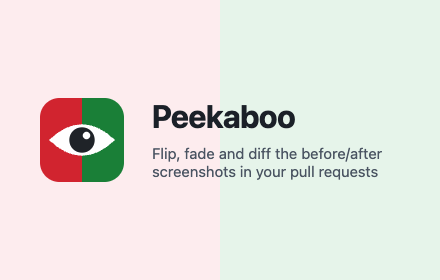 Peekaboo
Flip, fade and diff the before/after
screenshots in your pull requests